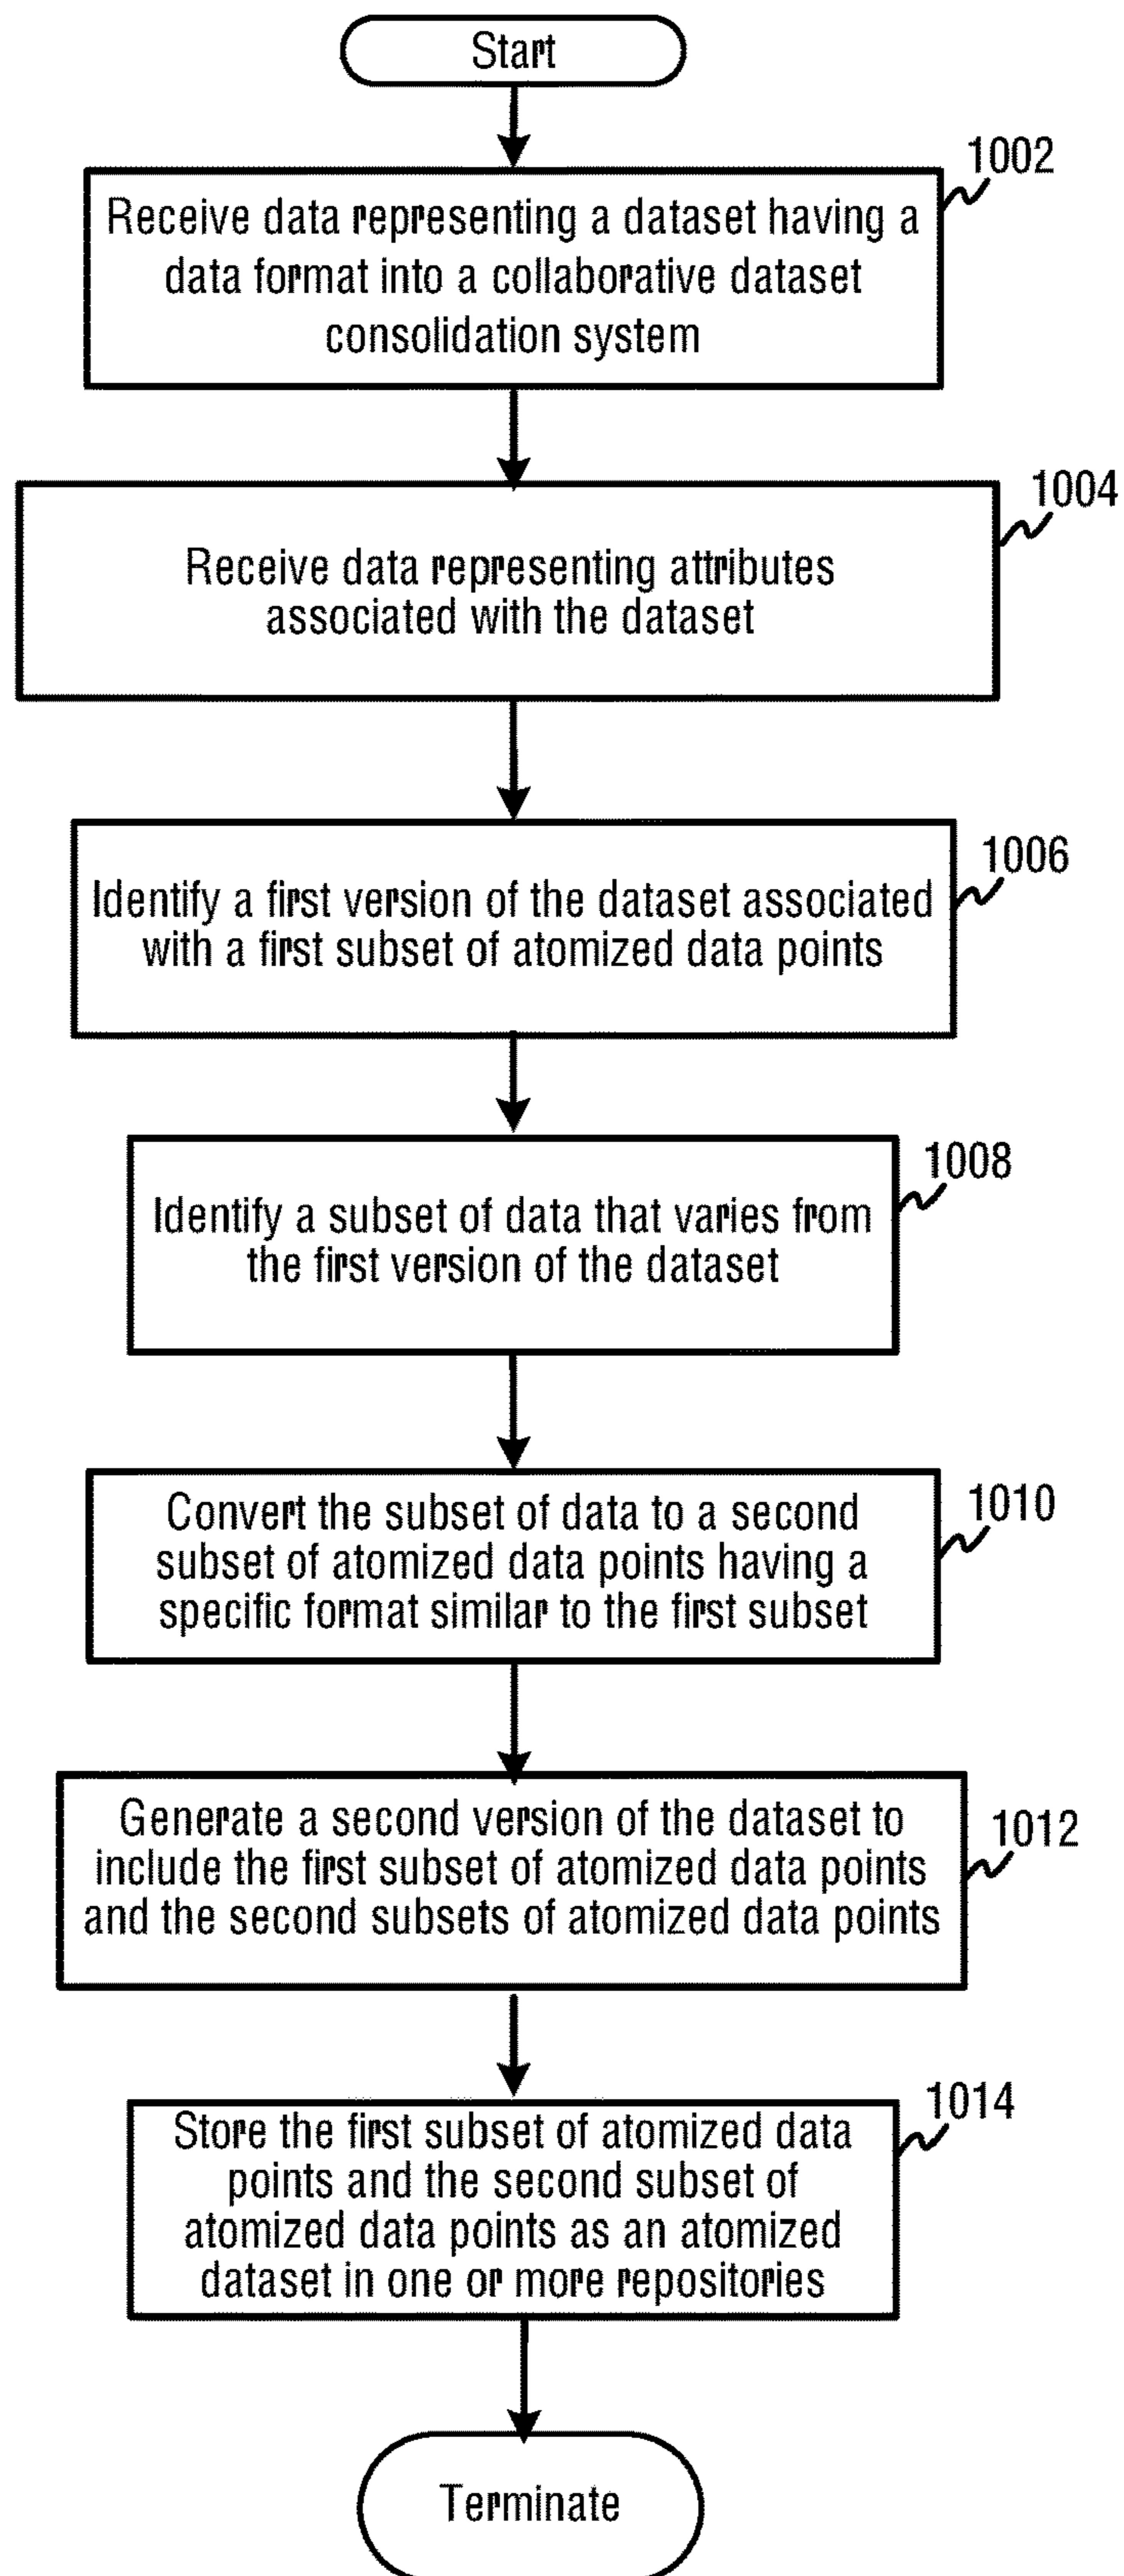 Start
1002
Receive data representing a dataset having a
data format into a collaborative dataset
consolidation system
1004
Receive data representing attributes
associated with the dataset
1006
Identify a first version of the dataset associated
with a first subset of atomized data points
1008
Identify a subset of data that varies from
the first version of the dataset
1010
Convert the subset of data to a second
subset of atomized data points having a
specific format similar to the first subset
1012
Generate a second version of the dataset to
include the first subset of atomized data points
and the second subsets of atomized data points
1014
Store the first subset of atomized data
points and the second subset of
atomized data points as an atomized
dataset in one or more repositories
Terminate